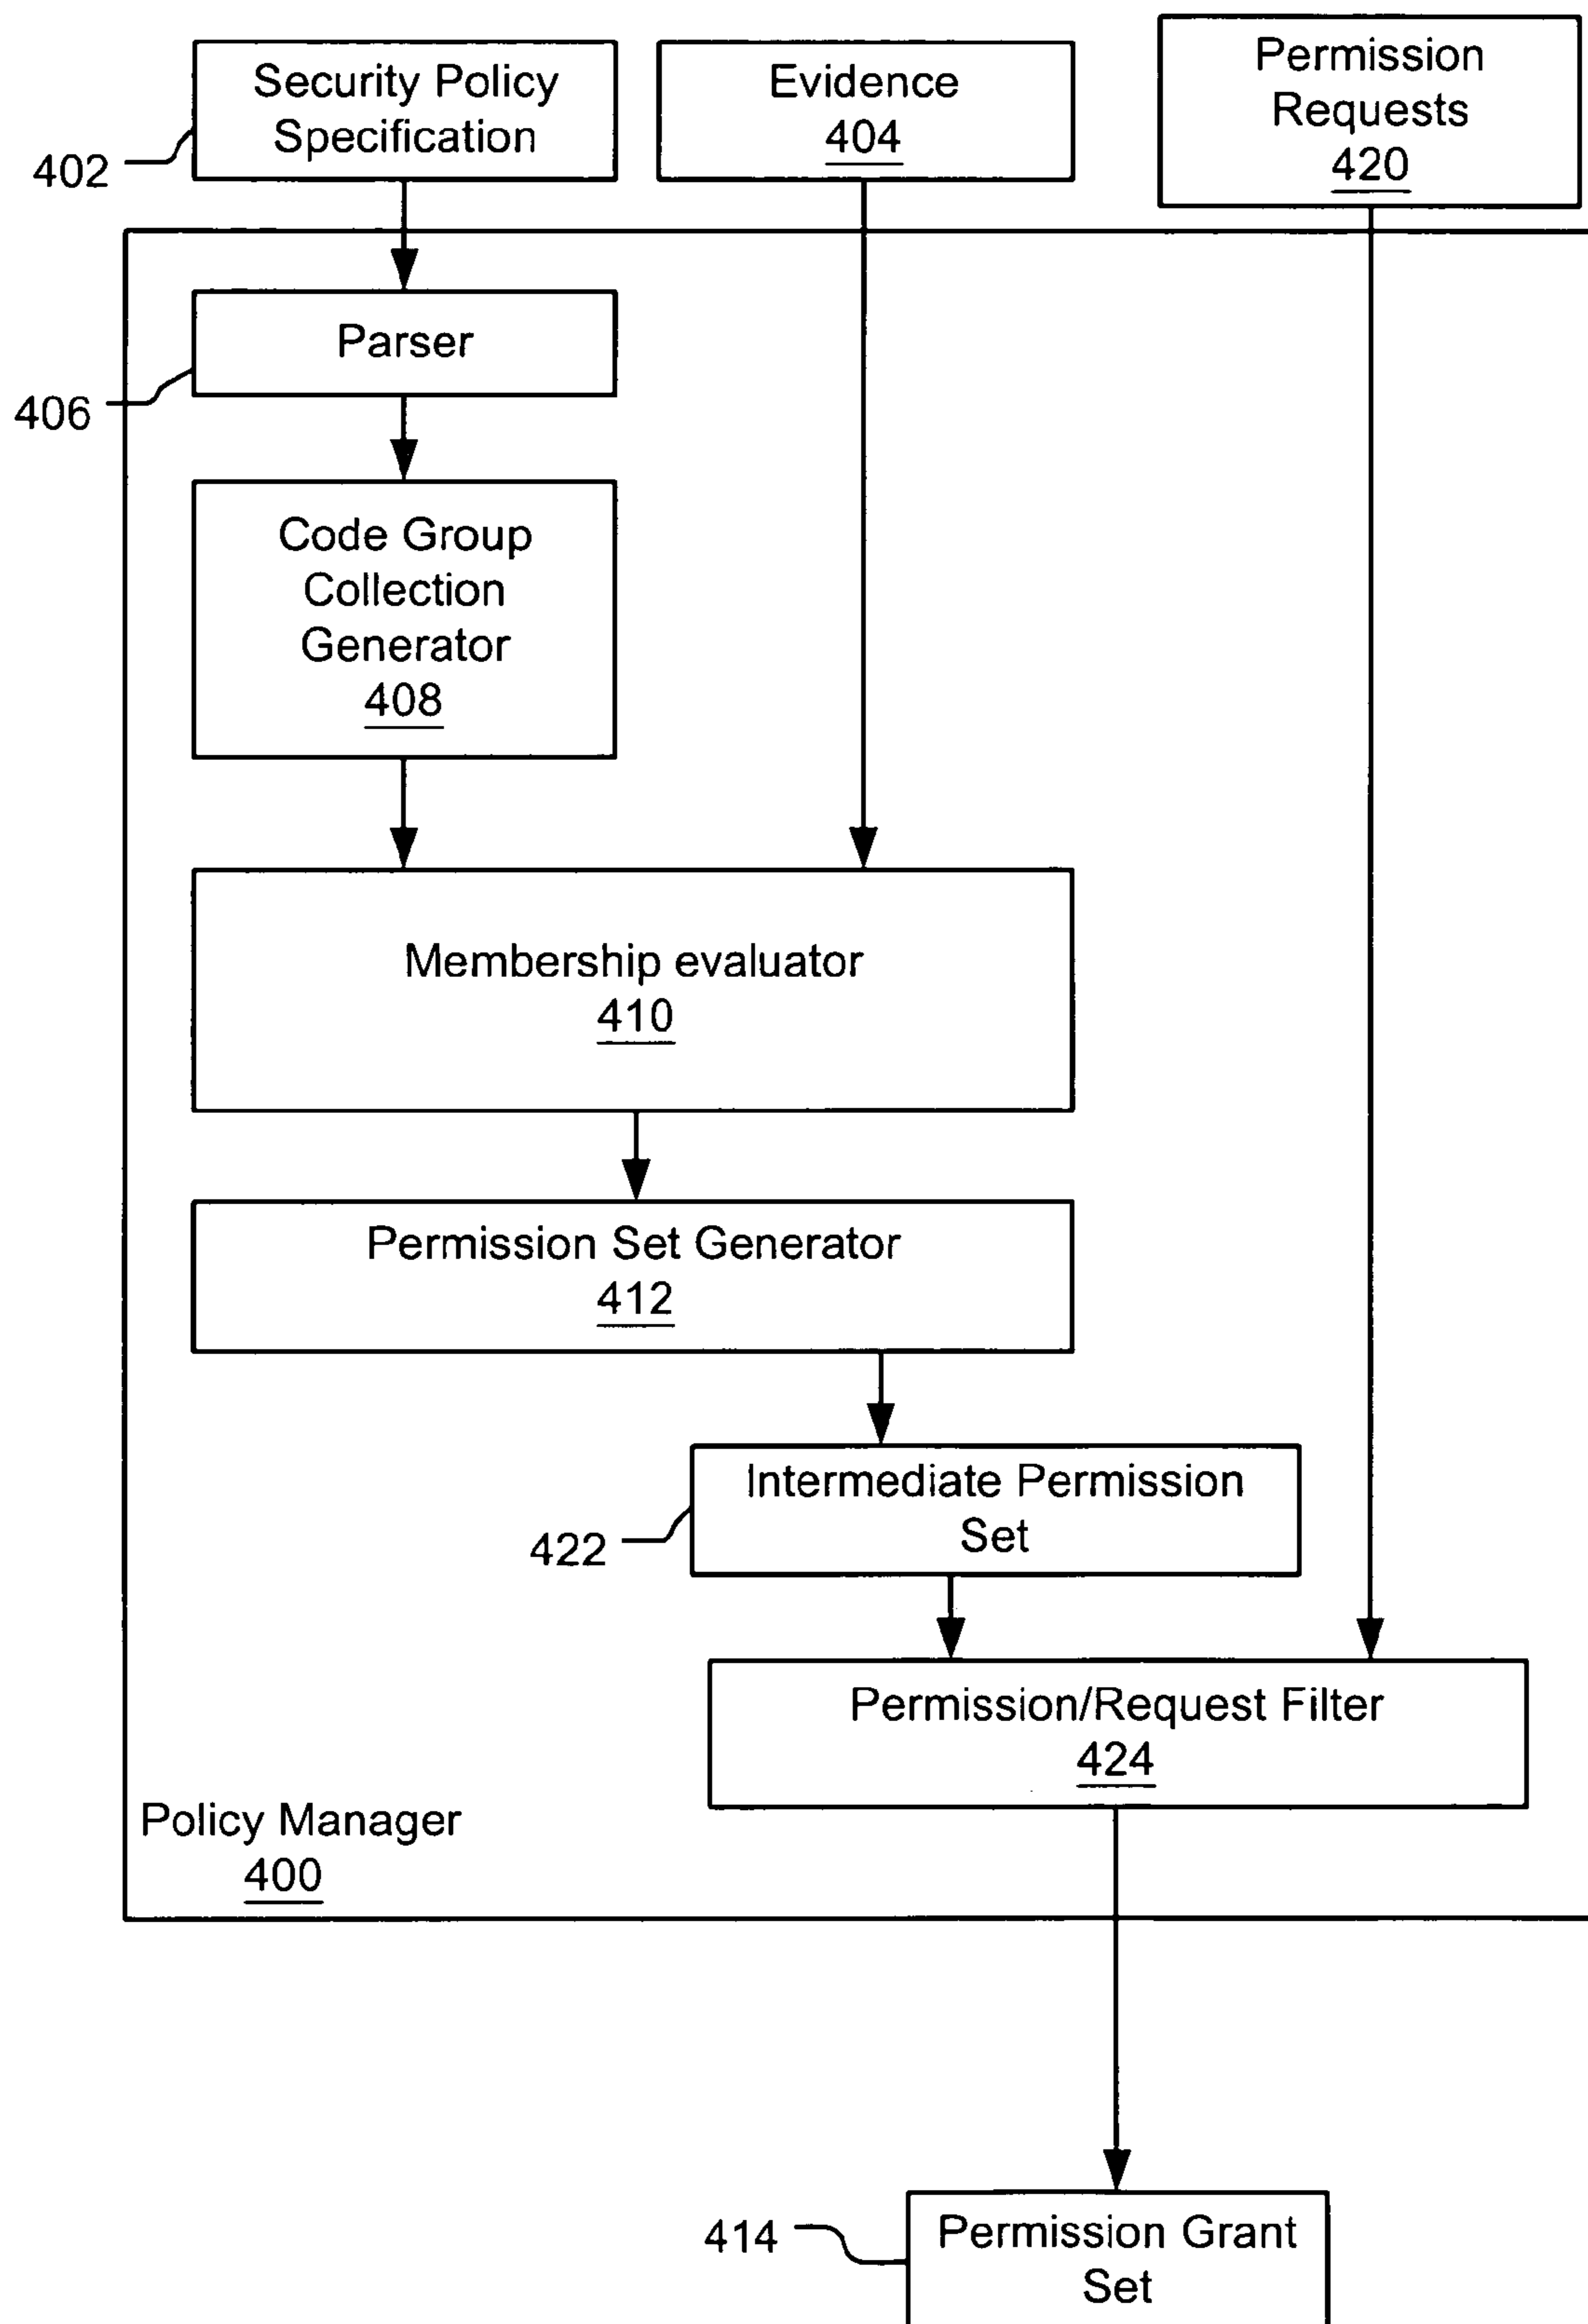 Security Policy
Specification
402
Evidence
404
Permission
Requests
420
Parser
406
Code Group
Collection
Generator
408
Membership evaluator
410
Permission Set Generator
412
Intermediate Permission
Set
422
Permission/Request Filter
424
Policy Manager
400
414
Permission Grant
Set